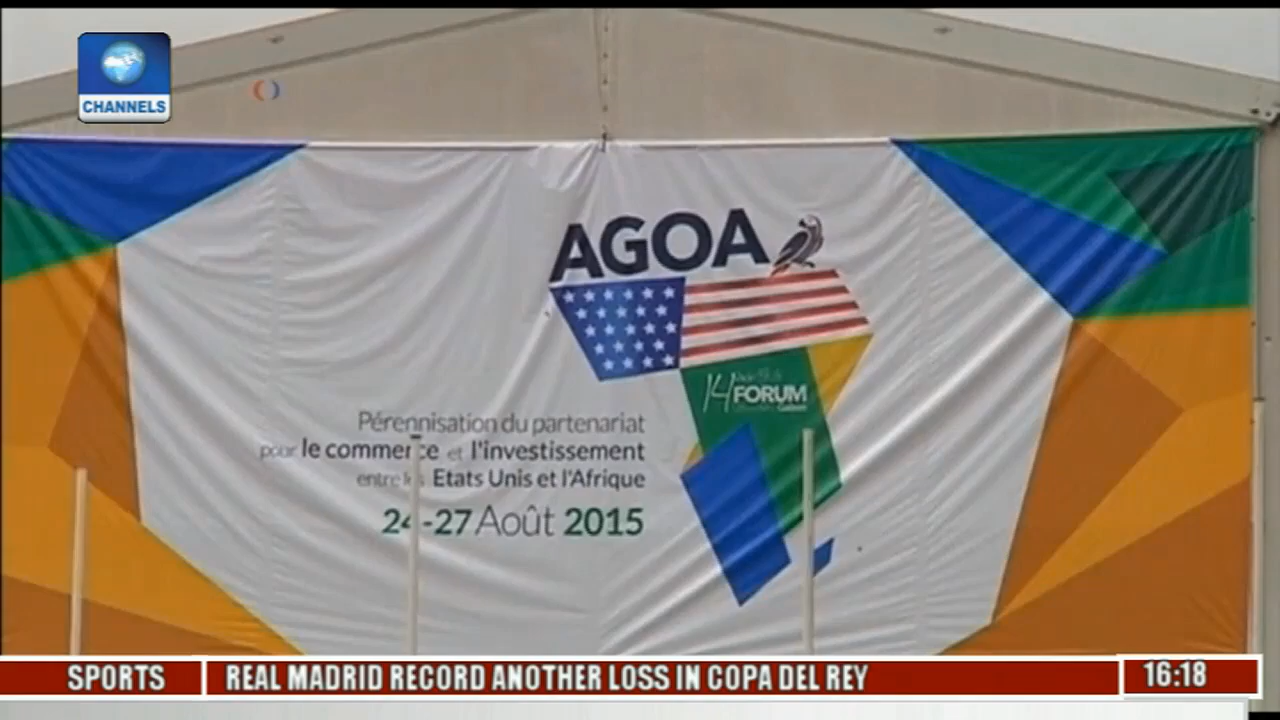 CHANNELS
AGOA
14
FORUM
Pérennisation du partenariat
pour le commerce et l'investissement
entre les Etats Unis et l'Afrique
24-27 Août 2015
SPORTS
REAL MADRID RECORD ANOTHER LOSS IN COPA DEL REY
16:18